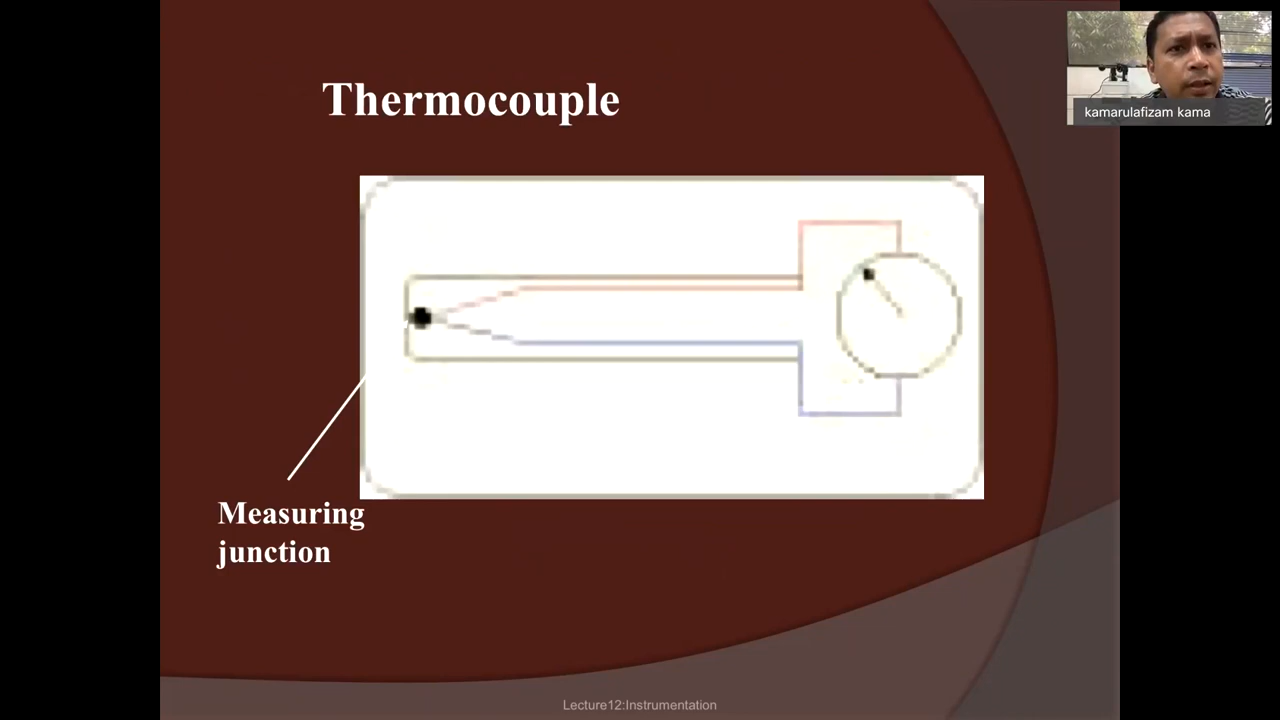 Thermocouple
kamarulafizam kama
Measuring
junction
Lecture12:Instrumentation